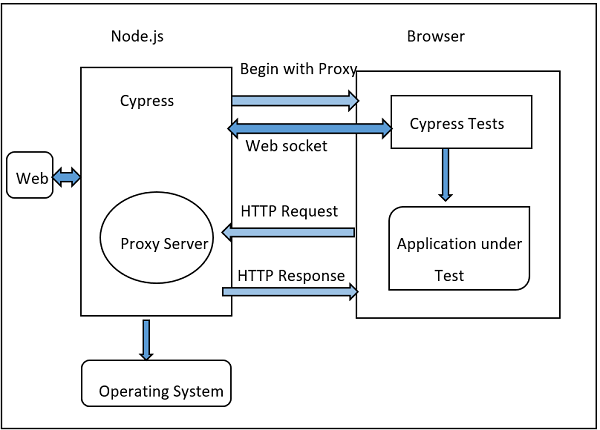 Node.js
Browser
Begin with Proxy
Cypress
Cypress Tests
Web socket
Web
HTTP Request
Proxy Server
Application under
Test
HTTP Response
Operating System